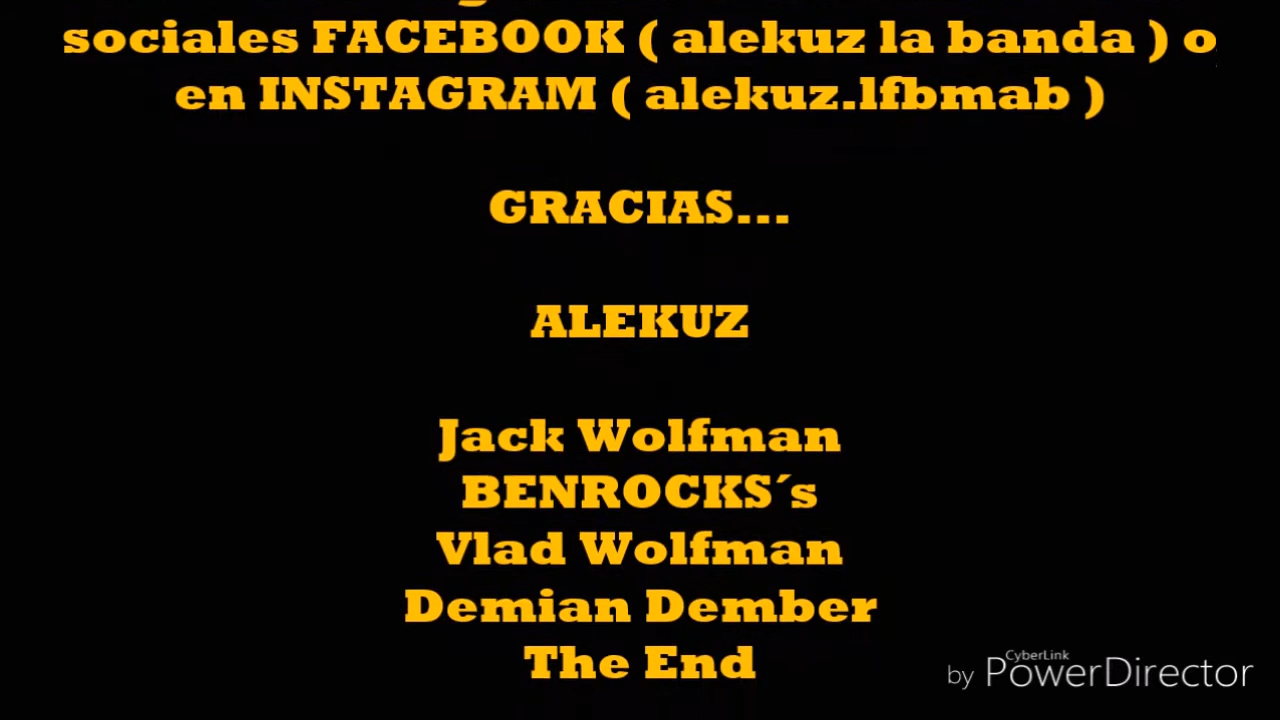 sociales FACEBOOK ( alekuz la banda ) o
en INSTAGRAM ( alekuz.lfbmab )
GRACIAS...
ALEKUZ
Jack Wolfman
BENROCKS´s
Vlad Wolfman
Demian Dember
The End
CyberLink
by PowerDirector